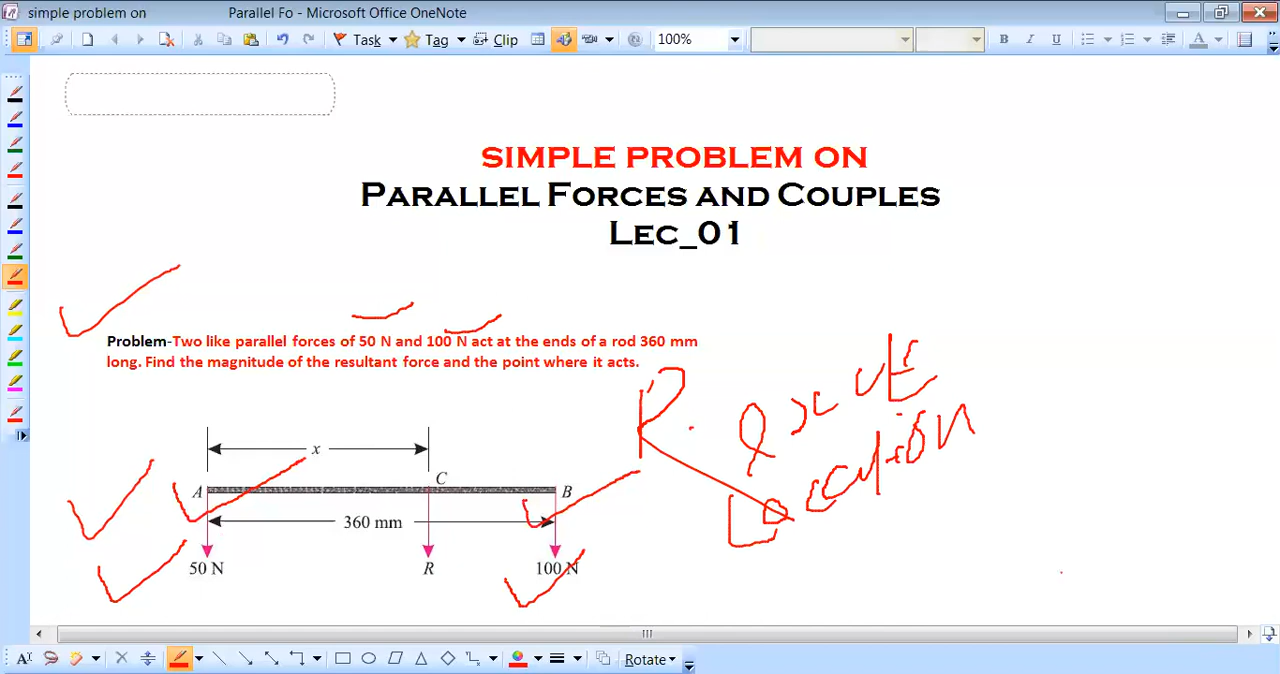 simple problem on Parallel Fo - Microsoft Office OneNote
Task Tag Clip 100% B I U A
SIMPLE PROBLEM ON
PARALLEL FORCES AND COUPLES
LEC_01
Problem-Two like parallel forces of 50 N and 100 N act at the ends of a rod 360 mm
long. Find the magnitude of the resultant force and the point where it acts.
R
exact
Location
x
A C B
360 mm
50 N R 100 N
A Rotate